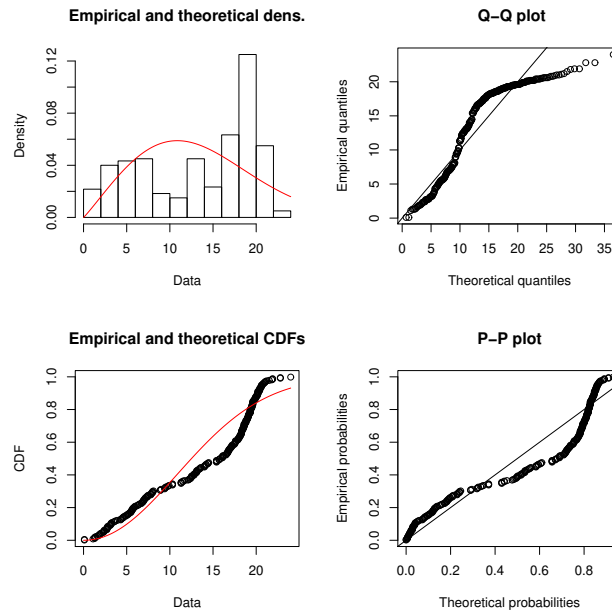 Empirical and theoretical dens.
Density
0.00 0.04 0.08 0.12
0 5 10 15 20
Data
Q−Q plot
Empirical quantiles
0 5 10 15 20
0 5 10 15 20 25 30 35
Theoretical quantiles
Empirical and theoretical CDFs
CDF
0.0 0.2 0.4 0.6 0.8 1.0
0 5 10 15 20
Data
P−P plot
Empirical probabilities
0.0 0.2 0.4 0.6 0.8 1.0
0.0 0.2 0.4 0.6 0.8
Theoretical probabilities